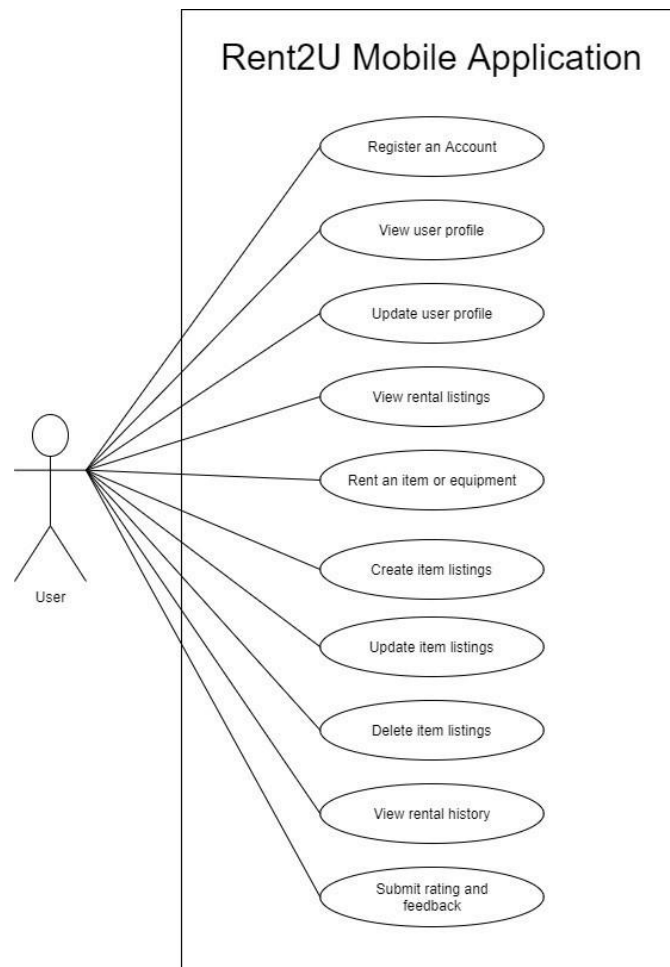 Rent2U Mobile Application
Register an Account
View user profile
Update user profile
View rental listings
Rent an item or equipment
Create item listings
User
Update item listings
Delete item listings
View rental history
Submit rating and
feedback